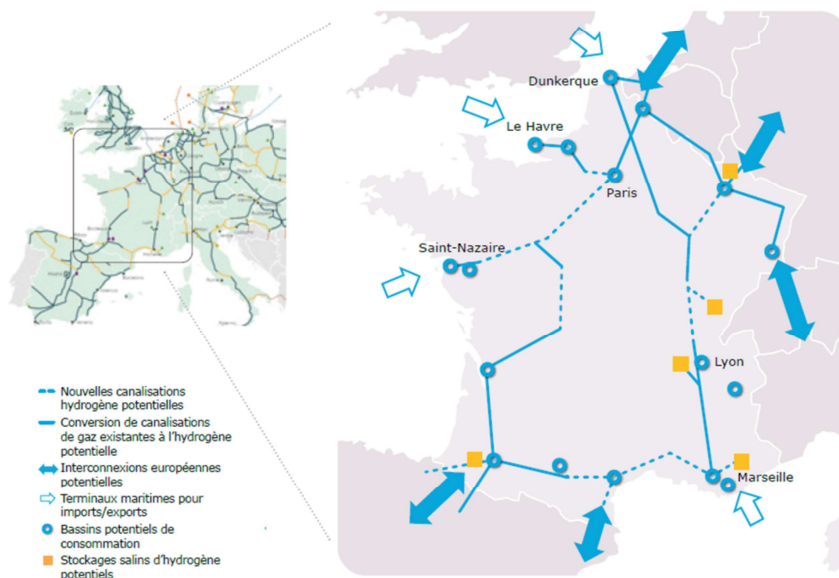 Dunkerque
Le Havre
Paris
Saint-Nazaire
Lyon
Marseille
Nouvelles canalisations
hydrogène potentielles
Conversion de canalisations
de gaz existantes à l'hydrogène
potentielle
Interconnexions européennes
potentielles
Terminaux maritimes pour
imports/exports
Bassins potentiels de
consommation
Stockages salins d'hydrogène
potentiels